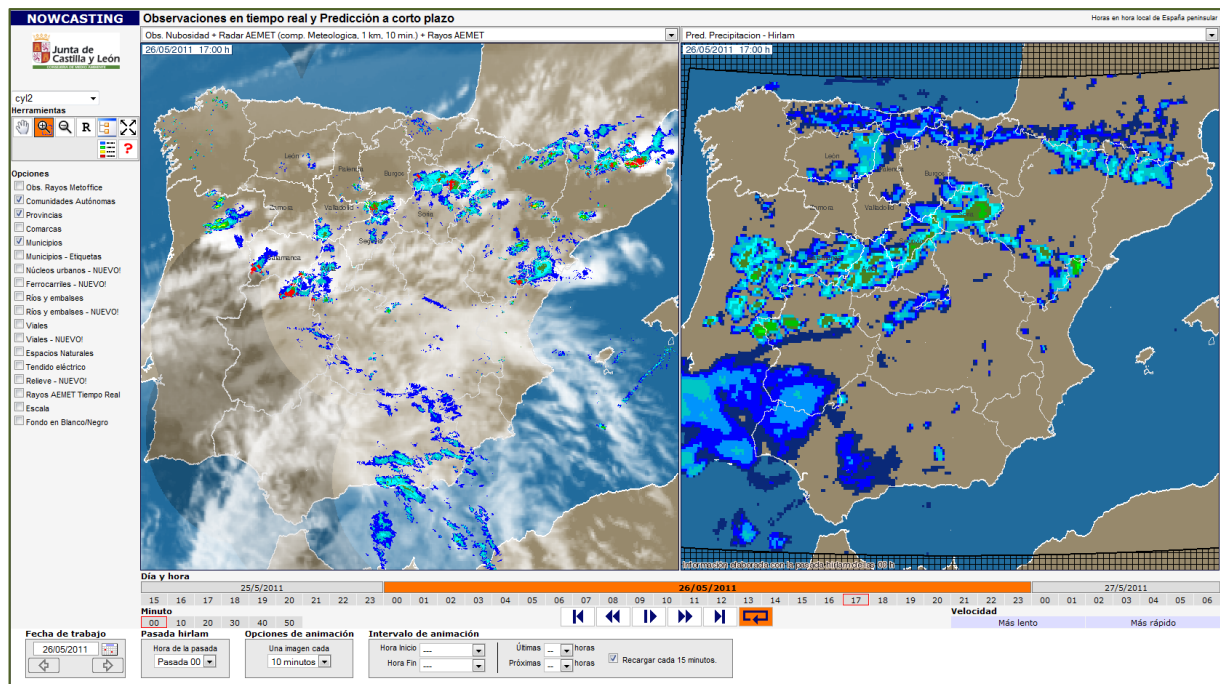 NOWCASTING
Observaciones en tiempo real y Predicción a corto plazo
Horas en hora local de España peninsular
Obs. Nubosidad + Radar AEMET (comp. Meteologica, 1 km, 10 min.) + Rayos AEMET
Pred. Precipitacion - Hirlam
26/05/2011 17:00 h
26/05/2011 17:00 h
Junta de
Castilla y León
cyl2
Herramientas
R
?
Opciones
Obs. Rayos Metoffice
Comunidades Autónomas
Provincias
Comarcas
Municipios
Municipios - Etiquetas
Núcleos urbanos - NUEVO!
Ferrocarriles - NUEVO!
Ríos y embalses
Ríos y embalses - NUEVO!
Viales
Viales - NUEVO!
Espacios Naturales
Tendido eléctrico
Relieve - NUEVO!
Rayos AEMET Tiempo Real
Escala
Fondo en Blanco/Negro
León
Palencia
Burgos
Zamora
Valladolid
Soria
Salamanca
León
Palencia
Burgos
Zamora
Valladolid
Información elaborada con la pasada hirlam de las 00 h
Día y hora
25/5/2011
26/05/2011
27/5/2011
15 16 17 18 19 20 21 22 23 00 01 02 03 04 05 06 07 08 09 10 11 12 13 14 15 16 17 18 19 20 21 22 23 00 01 02 03 04 05 06
Minuto
00 10 20 30 40 50
Velocidad
Más lento
Más rápido
Fecha de trabajo
26/05/2011
Pasada hirlam
Hora de la pasada
Pasada 00
Opciones de animación
Una imagen cada
10 minutos
Intervalo de animación
Hora Inicio ---
Hora Fin ---
Últimas -- horas
Próximas -- horas
Recargar cada 15 minutos.